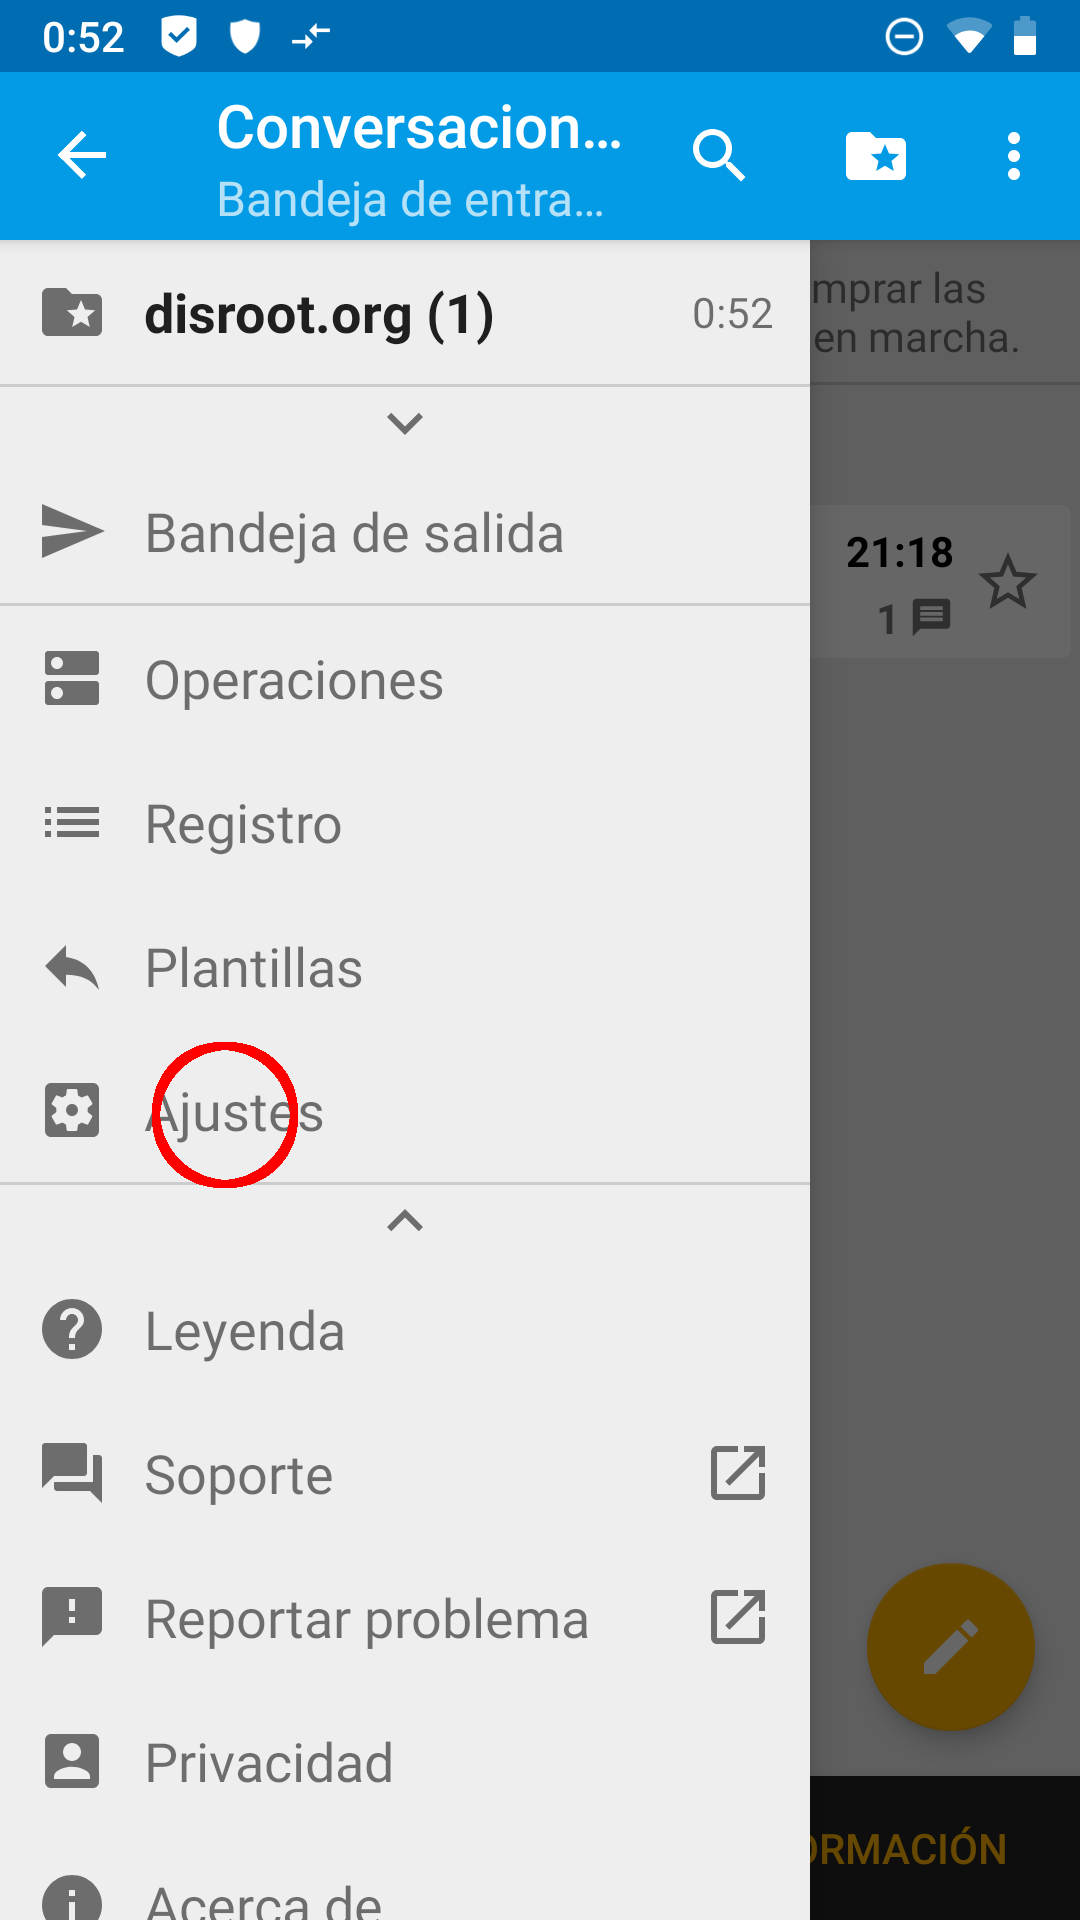 0:52
Conversacion...
Bandeja de entra...
disroot.org (1) 0:52
mprar las
en marcha.
Bandeja de salida
21:18
1
Operaciones
Registro
Plantillas
Ajustes
Leyenda
Soporte
Reportar problema
Privacidad
ORMACIÓN
Acerca de